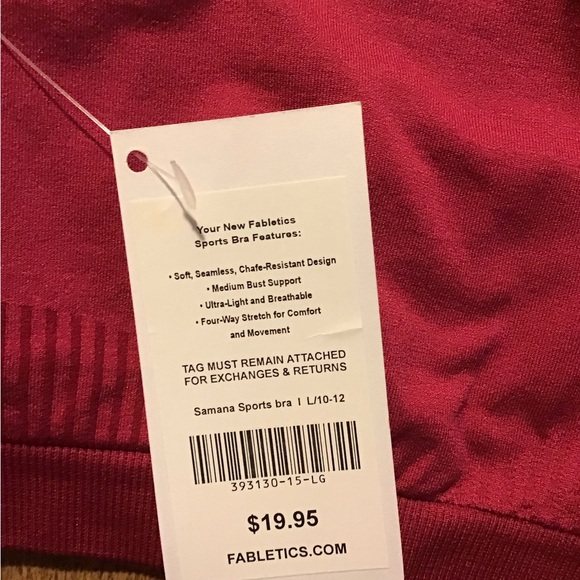 Your New Fabletics
Sports Bra Features:
• Soft, Seamless, Chafe-Resistant Design
• Medium Bust Support
• Ultra-Light and Breathable
• Four-Way Stretch for Comfort
and Movement
TAG MUST REMAIN ATTACHED
FOR EXCHANGES & RETURNS
Samana Sports bra | L/10-12
393130-15-LG
$19.95
FABLETICS.COM